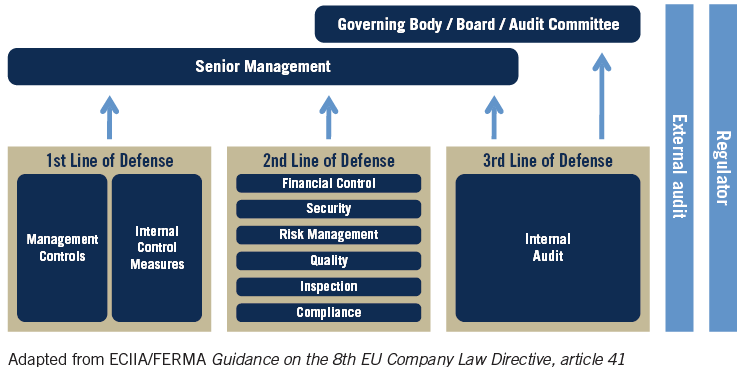 Governing Body / Board / Audit Committee
Senior Management
1st Line of Defense
Management
Controls
Internal
Control
Measures
2nd Line of Defense
Financial Control
Security
Risk Management
Quality
Inspection
Compliance
3rd Line of Defense
Internal
Audit
External audit
Regulator
Adapted from ECIIA/FERMA Guidance on the 8th EU Company Law Directive, article 41